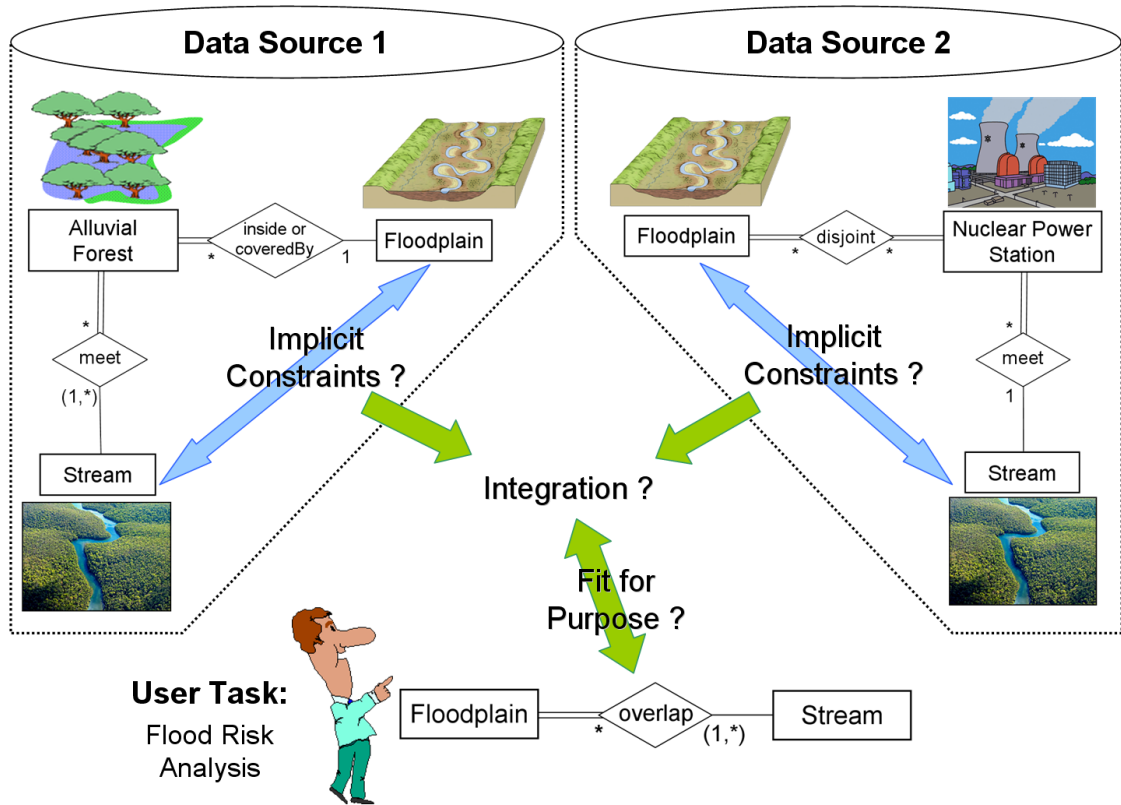 Data Source 1
Data Source 2
Alluvial
Forest
*
inside or
coveredBy
1
Floodplain
*
meet
(1,*)
Stream
Implicit
Constraints ?
Floodplain
*
disjoint
*
Nuclear Power
Station
*
meet
1
Stream
Implicit
Constraints ?
Integration ?
Fit for
Purpose ?
User Task:
Flood Risk
Analysis
Floodplain
*
overlap
(1,*)
Stream